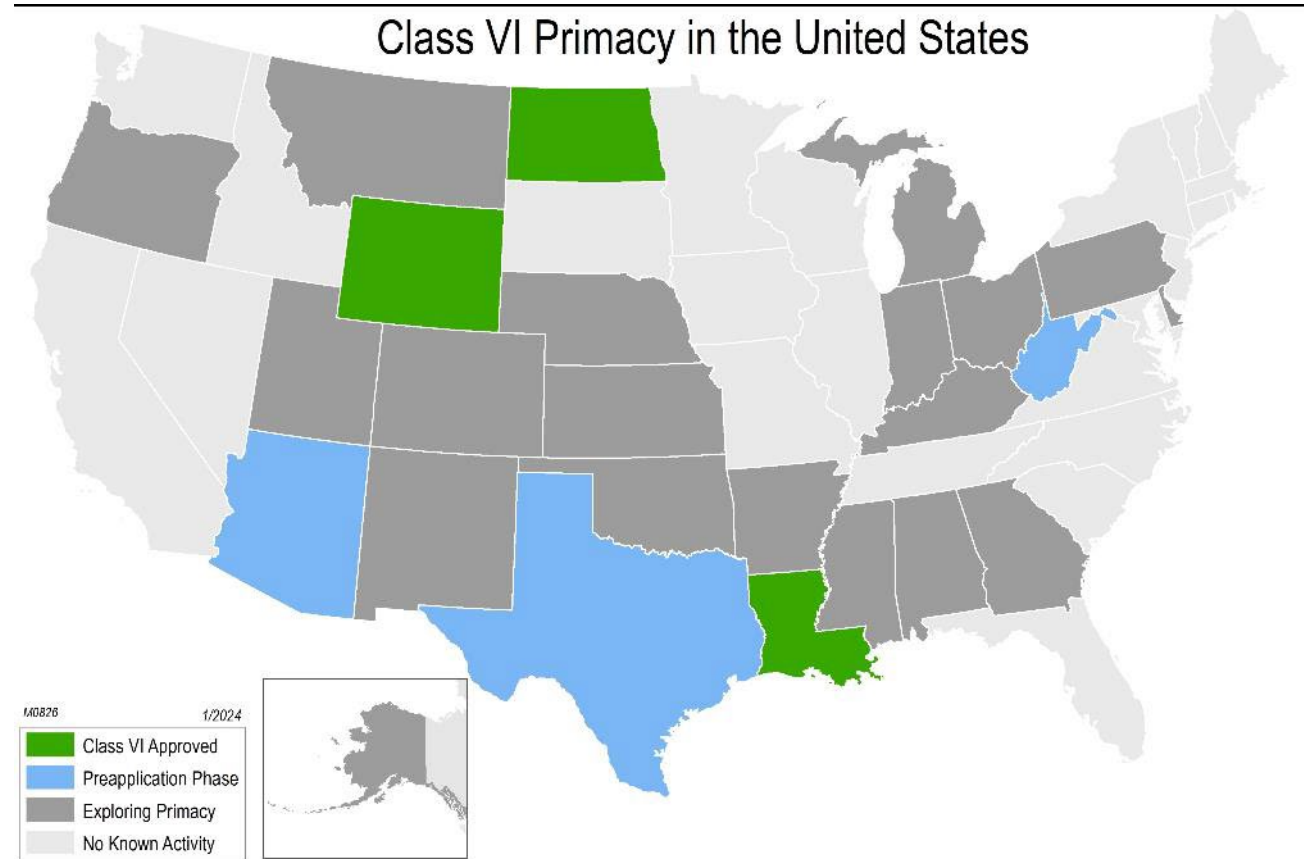 Class VI Primacy in the United States
M0826 1/2024
Class VI Approved
Preapplication Phase
Exploring Primacy
No Known Activity